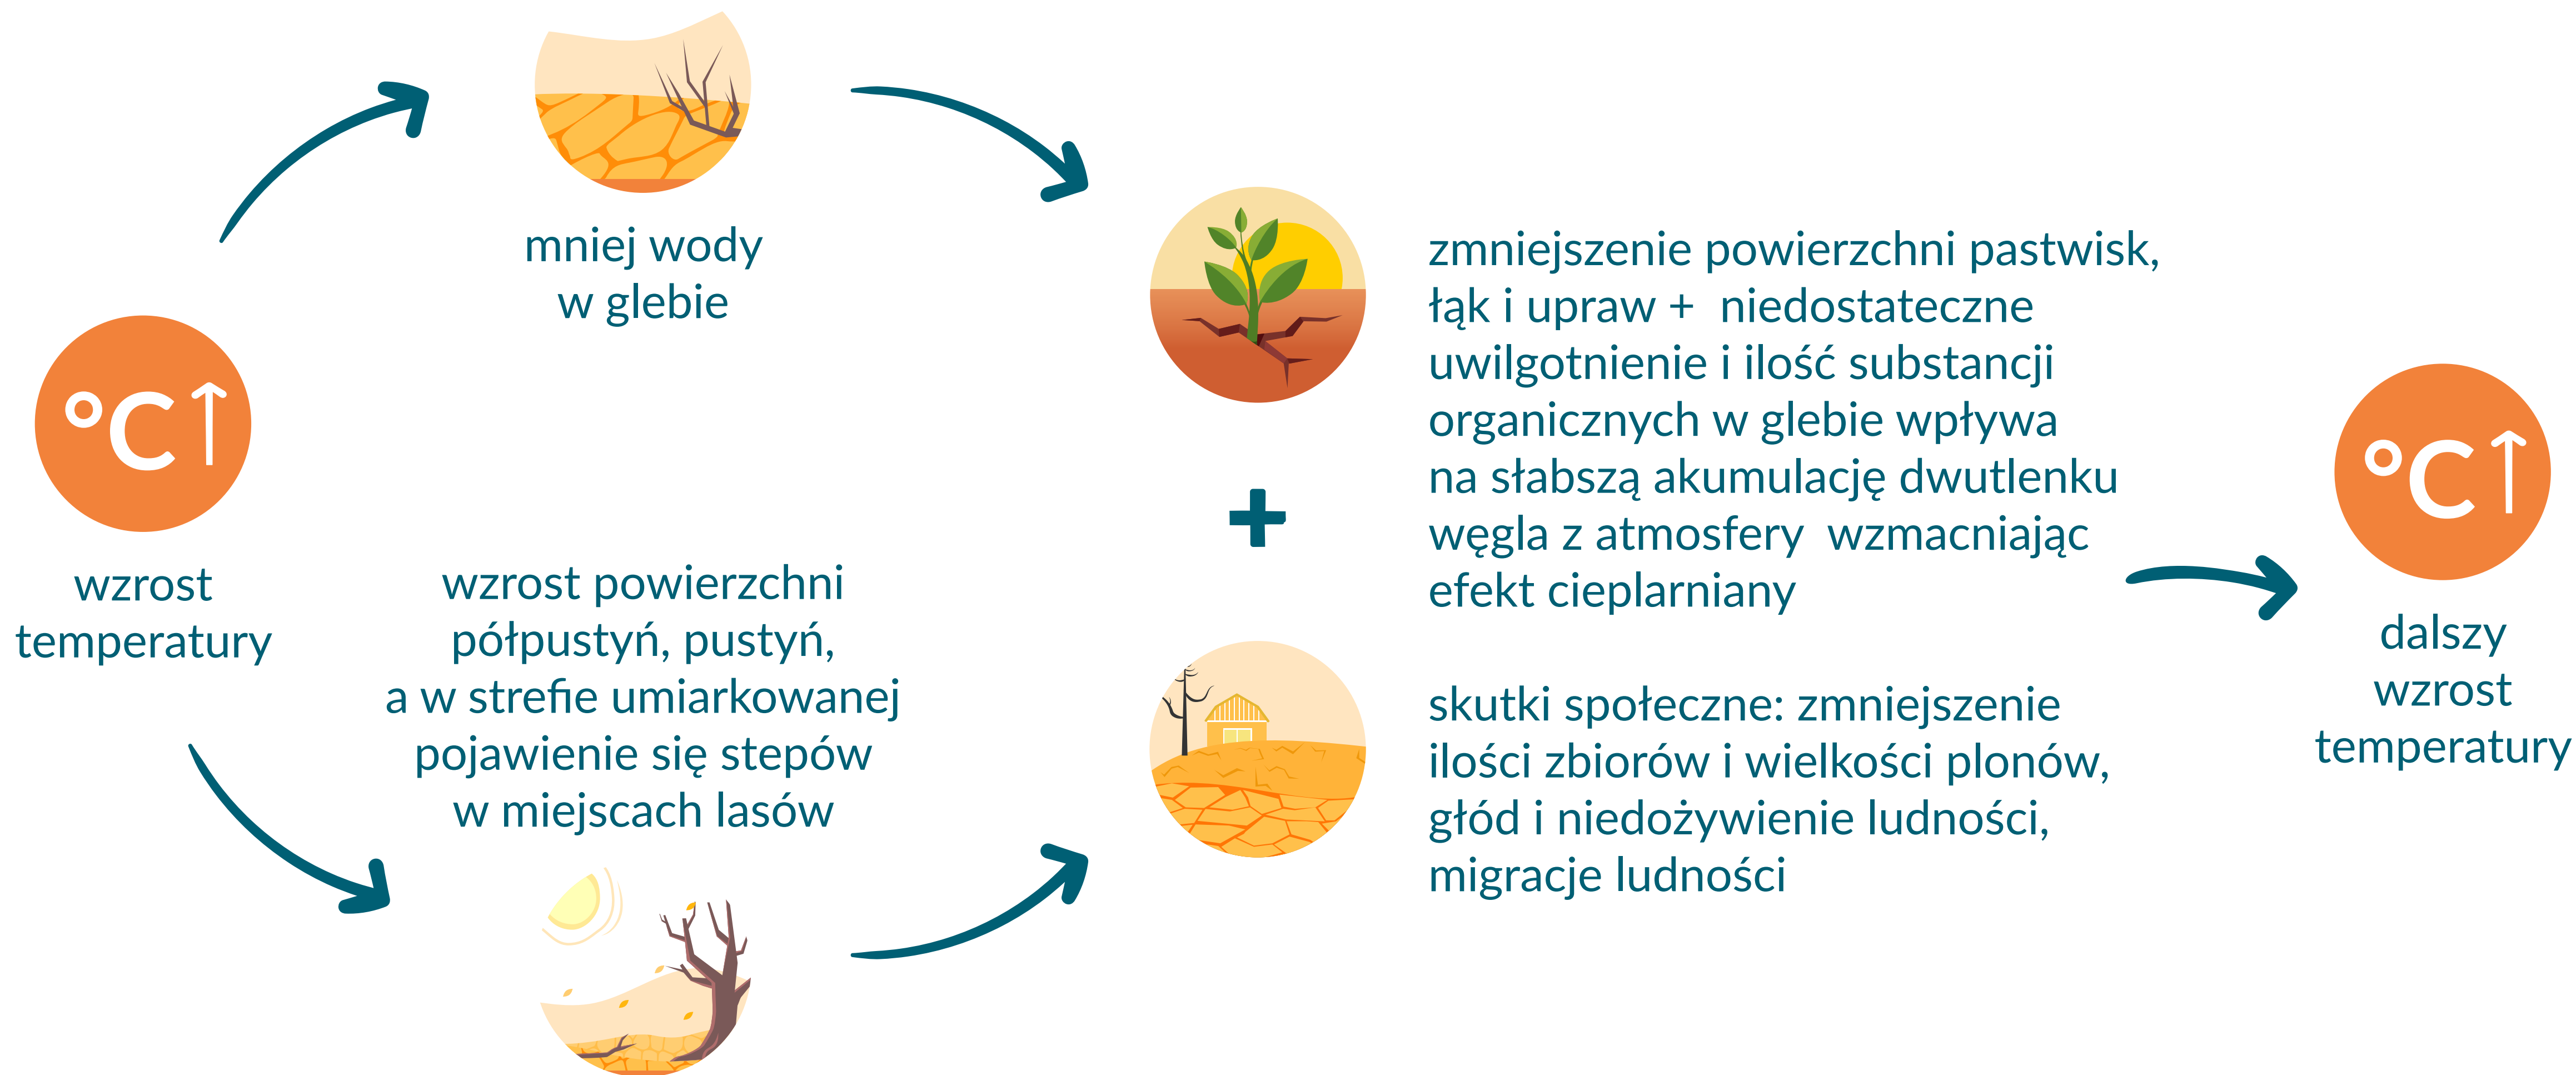 °C↑
wzrost
temperatury
mniej wody
w glebie
wzrost powierzchni
półpustyń, pustyń,
a w strefie umiarkowanej
pojawienie się stepów
w miejscach lasów
zmniejszenie powierzchni pastwisk,
łąk i upraw + niedostateczne
uwilgotnienie i ilość substancji
organicznych w glebie wpływa
na słabszą akumulację dwutlenku
węgla z atmosfery wzmacniając
efekt cieplarniany
+
skutki społeczne: zmniejszenie
ilości zbiorów i wielkości plonów,
głód i niedożywienie ludności,
migracje ludności
°C↑
dalszy
wzrost
temperatury